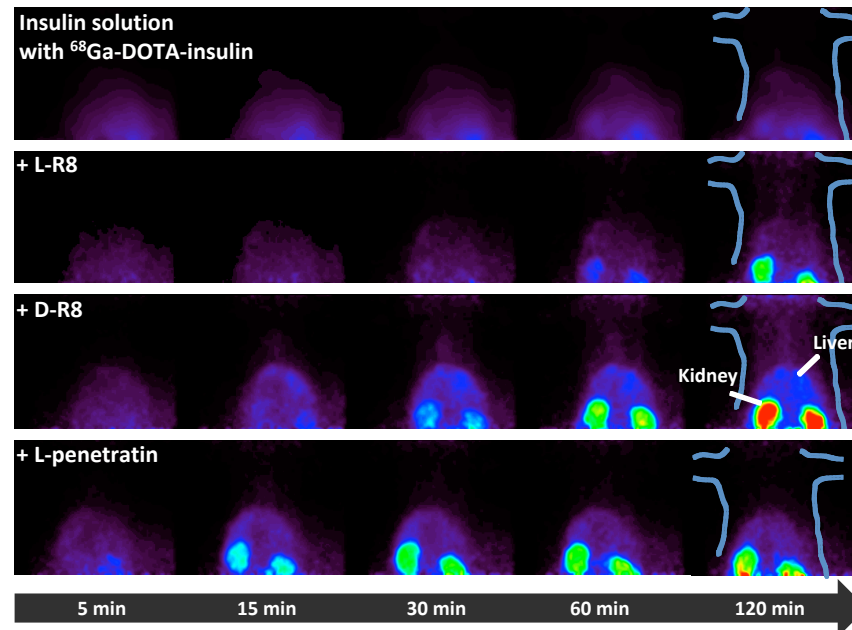 Insulin solution
with ⁶⁸Ga-DOTA-insulin
+ L-R8
+ D-R8
Liver
Kidney
+ L-penetratin
5 min 15 min 30 min 60 min 120 min